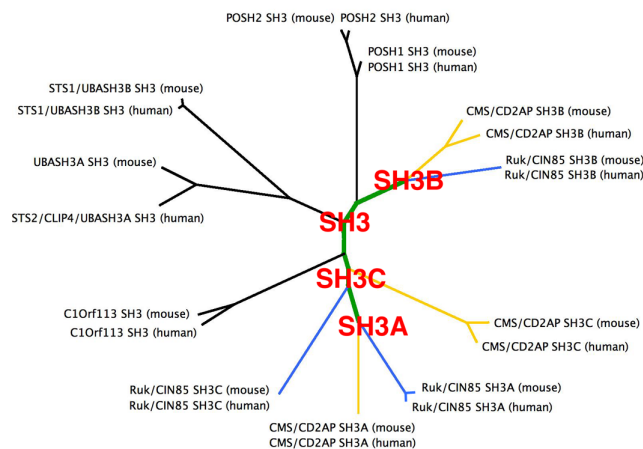 POSH2 SH3 (mouse) POSH2 SH3 (human)
POSH1 SH3 (mouse)
POSH1 SH3 (human)
STS1/UBASH3B SH3 (mouse)
STS1/UBASH3B SH3 (human)
CMS/CD2AP SH3B (mouse)
CMS/CD2AP SH3B (human)
UBASH4A SH3 (mouse)
Ruk/CIN85 SH3B (mouse)
Ruk/CIN85 SH3B (human)
SH3B
STS2/CLIP4/UBASH3A SH3 (human)
SH3
SH3C
C1Orf113 SH3 (mouse)
C1Orf113 SH3 (human)
SH3A
CMS/CD2AP SH3C (mouse)
CMS/CD2AP SH3C (human)
Ruk/CIN85 SH3C (mouse)
Ruk/CIN85 SH3C (human)
Ruk/CIN85 SH3A (mouse)
Ruk/CIN85 SH3A (human)
CMS/CD2AP SH3A (mouse)
CMS/CD2AP SH3A (human)